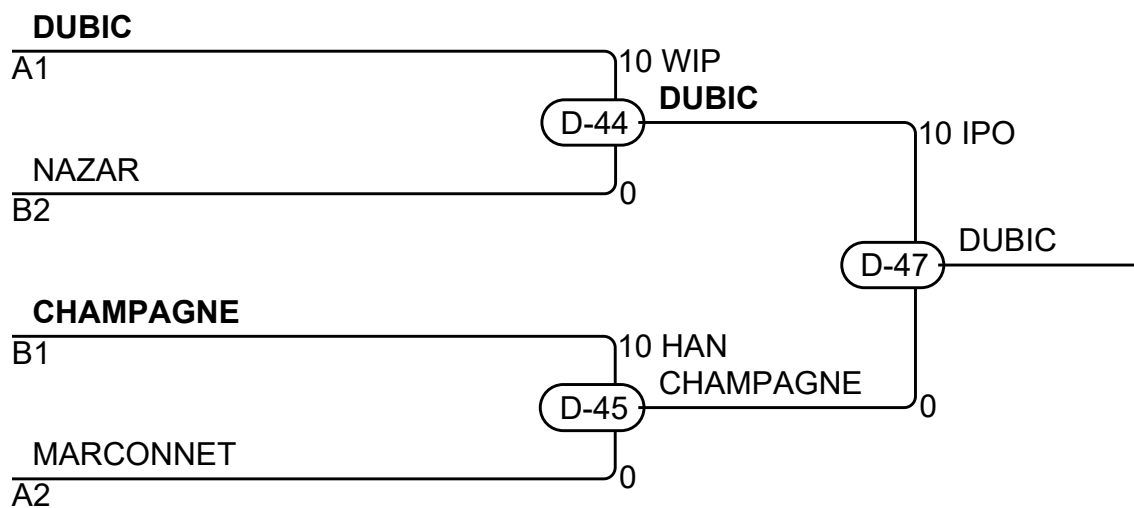 DUBIC
A1
10 WIP
DUBIC
D-44
10 IPO
NAZAR
B2
0
DUBIC
D-47
CHAMPAGNE
B1
10 HAN
CHAMPAGNE
D-45
0
MARCONNET
A2
0